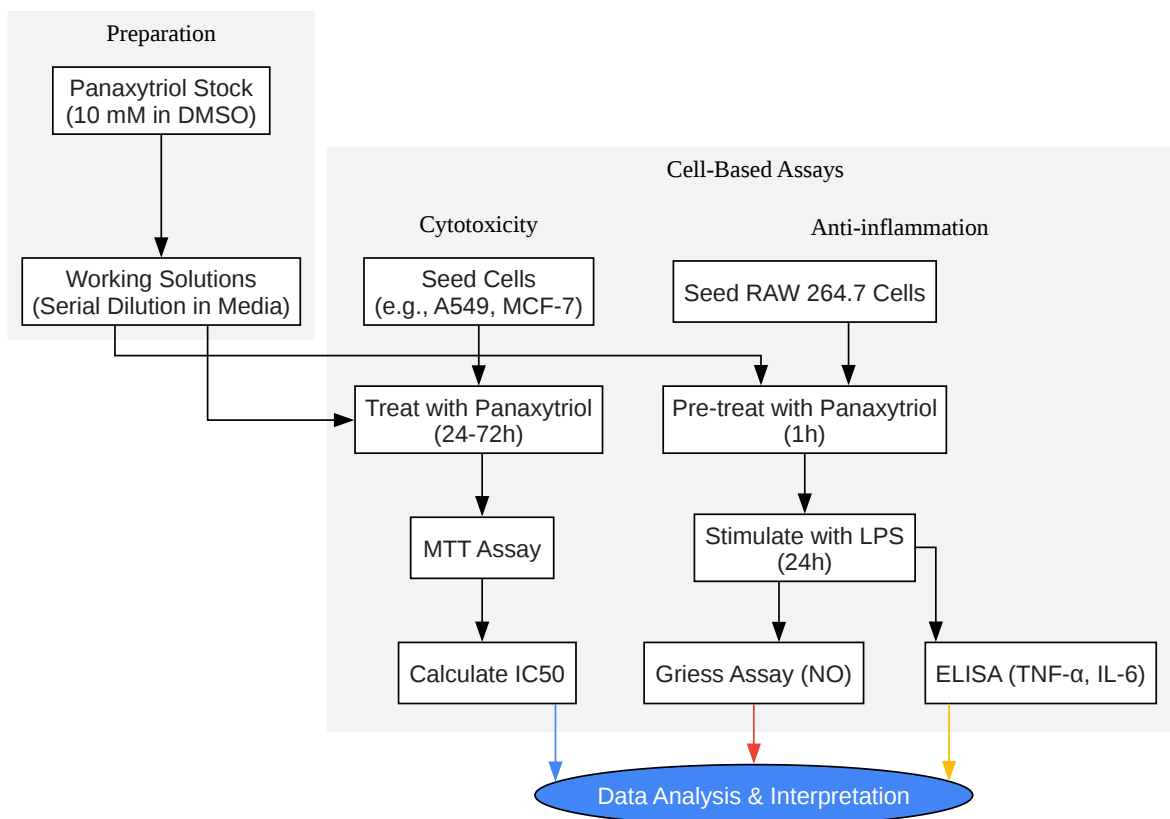 Preparation
Panaxytriol Stock
(10 mM in DMSO)
Working Solutions
(Serial Dilution in Media)
Cell-Based Assays
Cytotoxicity
Seed Cells
(e.g., A549, MCF-7)
Treat with Panaxytriol
(24-72h)
MTT Assay
Calculate IC50
Anti-inflammation
Seed RAW 264.7 Cells
Pre-treat with Panaxytriol
(1h)
Stimulate with LPS
(24h)
Griess Assay (NO)
ELISA (TNF-α, IL-6)
Data Analysis & Interpretation